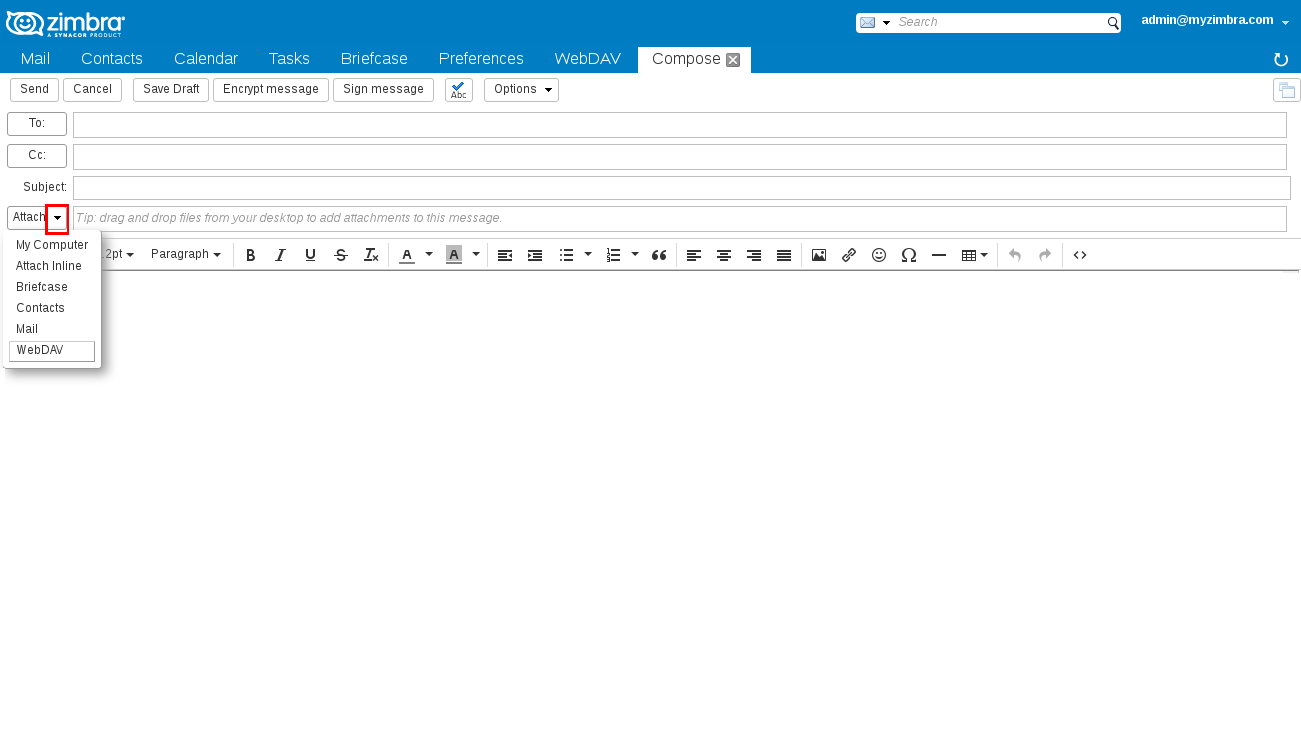 zimbra®
A SYNACOR PRODUCT
Search
admin@myzimbra.com
Mail Contacts Calendar Tasks Briefcase Preferences WebDAV Compose
Send Cancel Save Draft Encrypt message Sign message Abc Options
To:
Cc:
Subject:
Attach Tip: drag and drop files from your desktop to add attachments to this message.
2pt Paragraph B I U S A A
My Computer
Attach Inline
Briefcase
Contacts
Mail
WebDAV